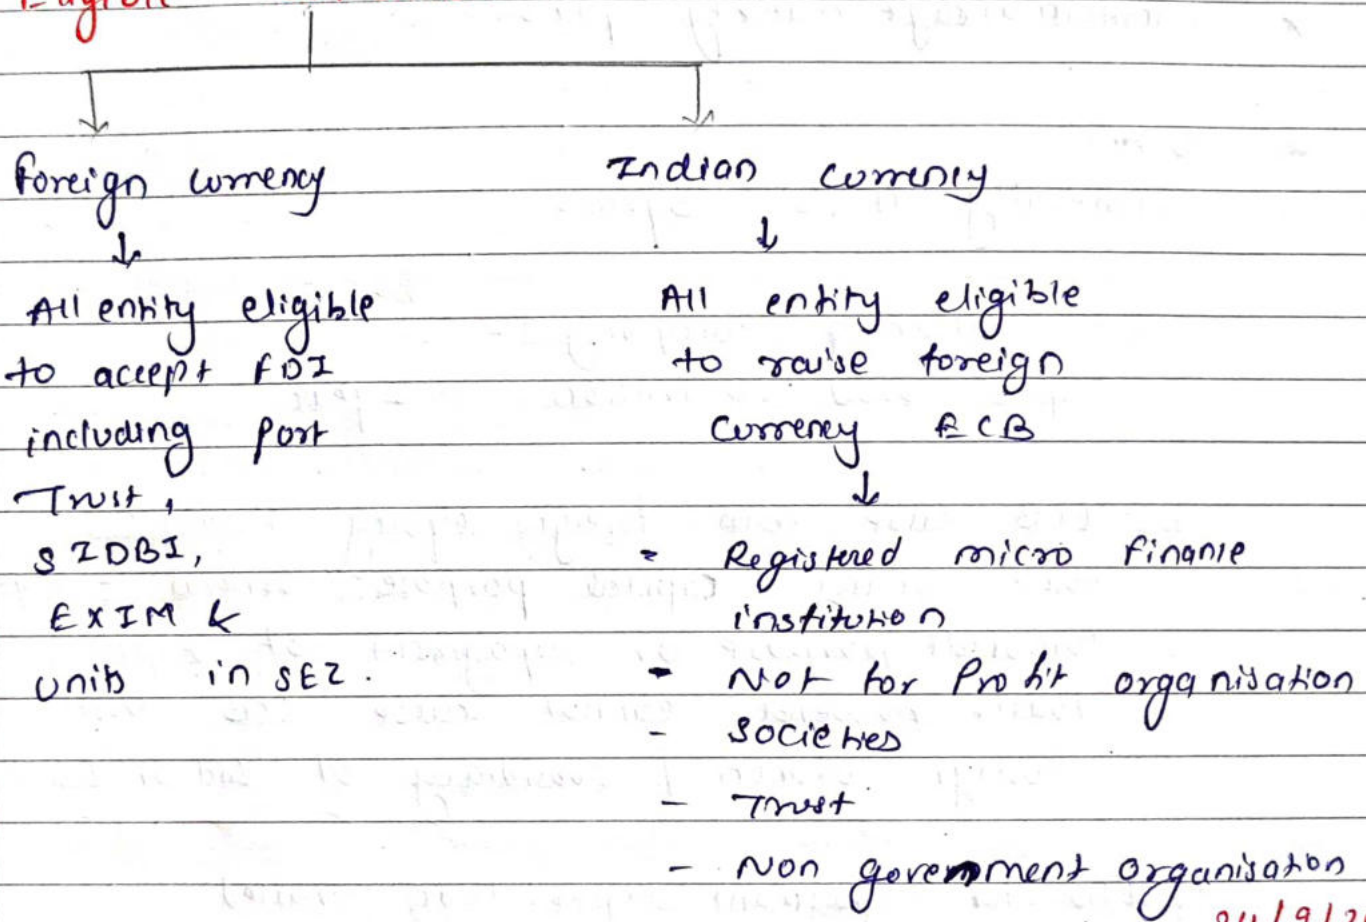 Eligible
Foreign currency
↓
All entity eligible
to accept FDI
including port
Trust,
SIDBI,
EXIM &
units in SEZ.
Indian currency
↓
All entity eligible
to raise foreign
currency ECB
↓
- Registered micro finance
institution
- Not for Profit organisation
- Societies
- Trust
- Non government organisation